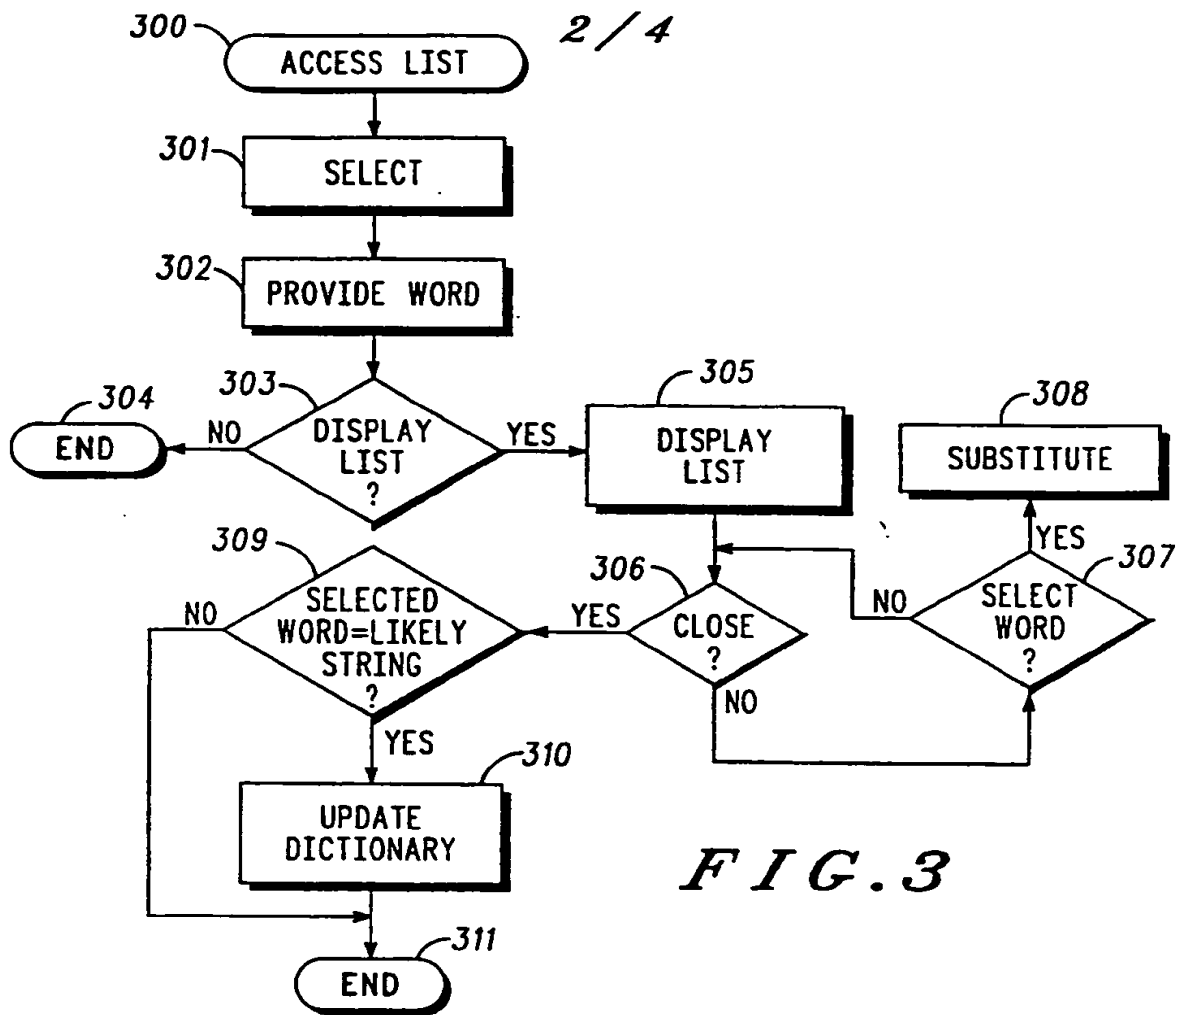 2/4
300
ACCESS LIST
301
SELECT
302
PROVIDE WORD
303
DISPLAY
LIST
?
NO
304
END
YES
305
DISPLAY
LIST
306
CLOSE
?
NO
307
SELECT
WORD
?
NO
YES
308
SUBSTITUTE
YES
309
SELECTED
WORD=LIKELY
STRING
?
NO
YES
310
UPDATE
DICTIONARY
311
END
FIG.3